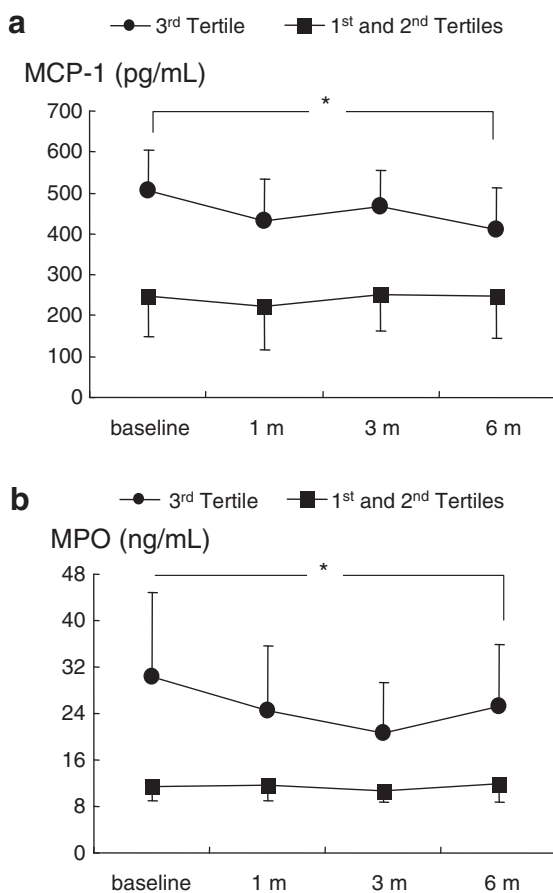 a
3rd Tertile 1st and 2nd Tertiles
MCP-1 (pg/mL)
700
600
500
400
300
200
100
0
*
baseline 1 m 3 m 6 m
b
3rd Tertile 1st and 2nd Tertiles
MPO (ng/mL)
48
40
32
24
16
8
0
*
baseline 1 m 3 m 6 m